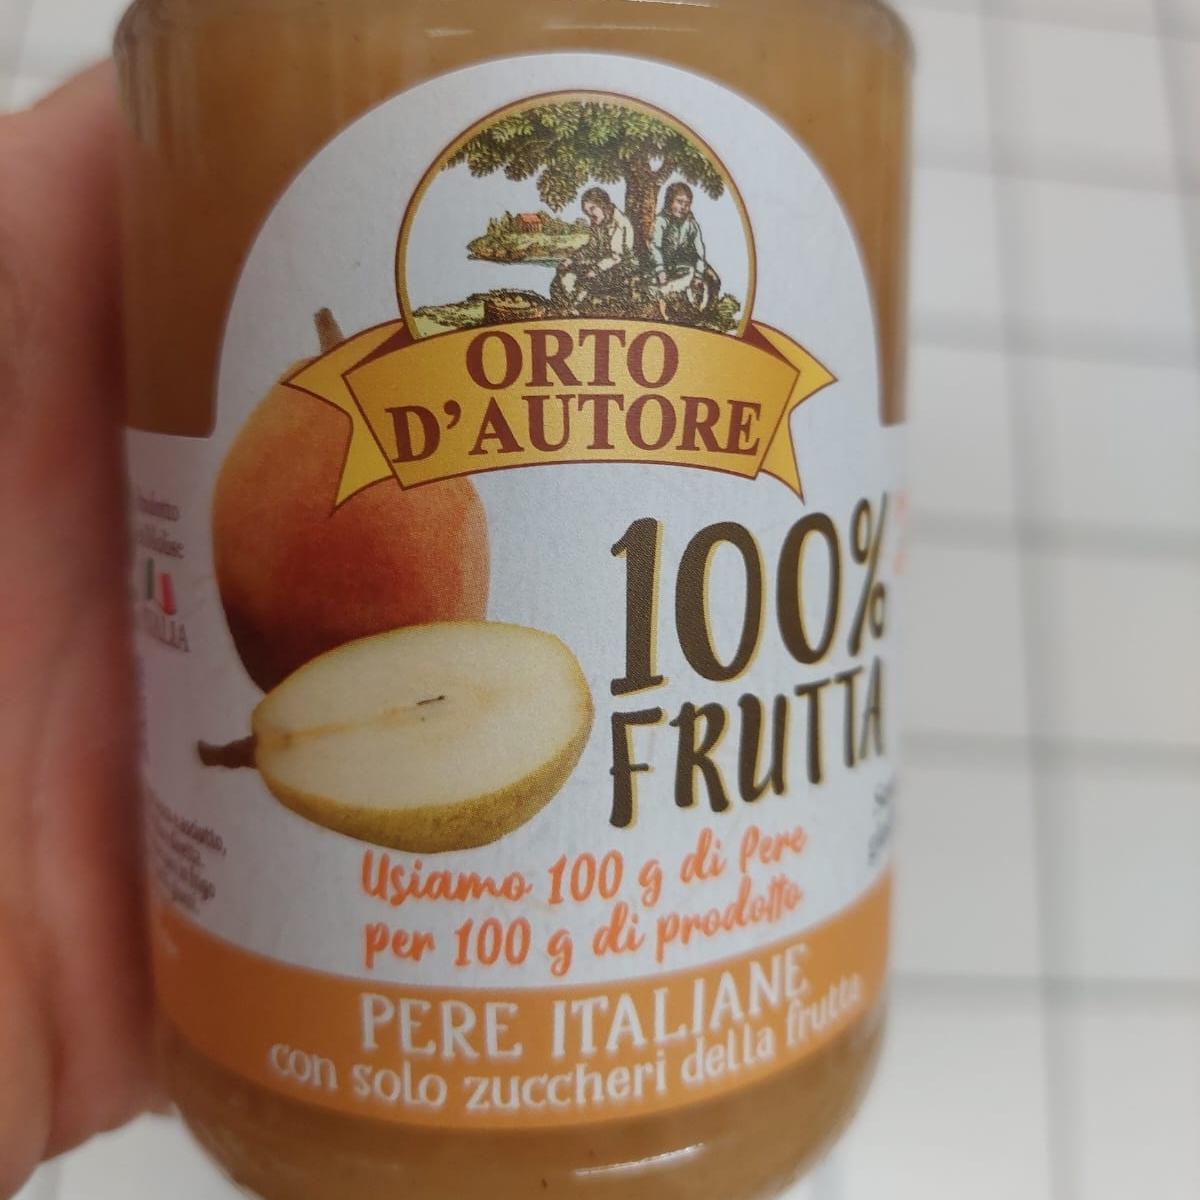 ORTO
D'AUTORE
100%
FRUTTA
Usiamo 100 g di Pere
per 100 g di prodotto
PERE ITALIANE
con solo zuccheri della frutta